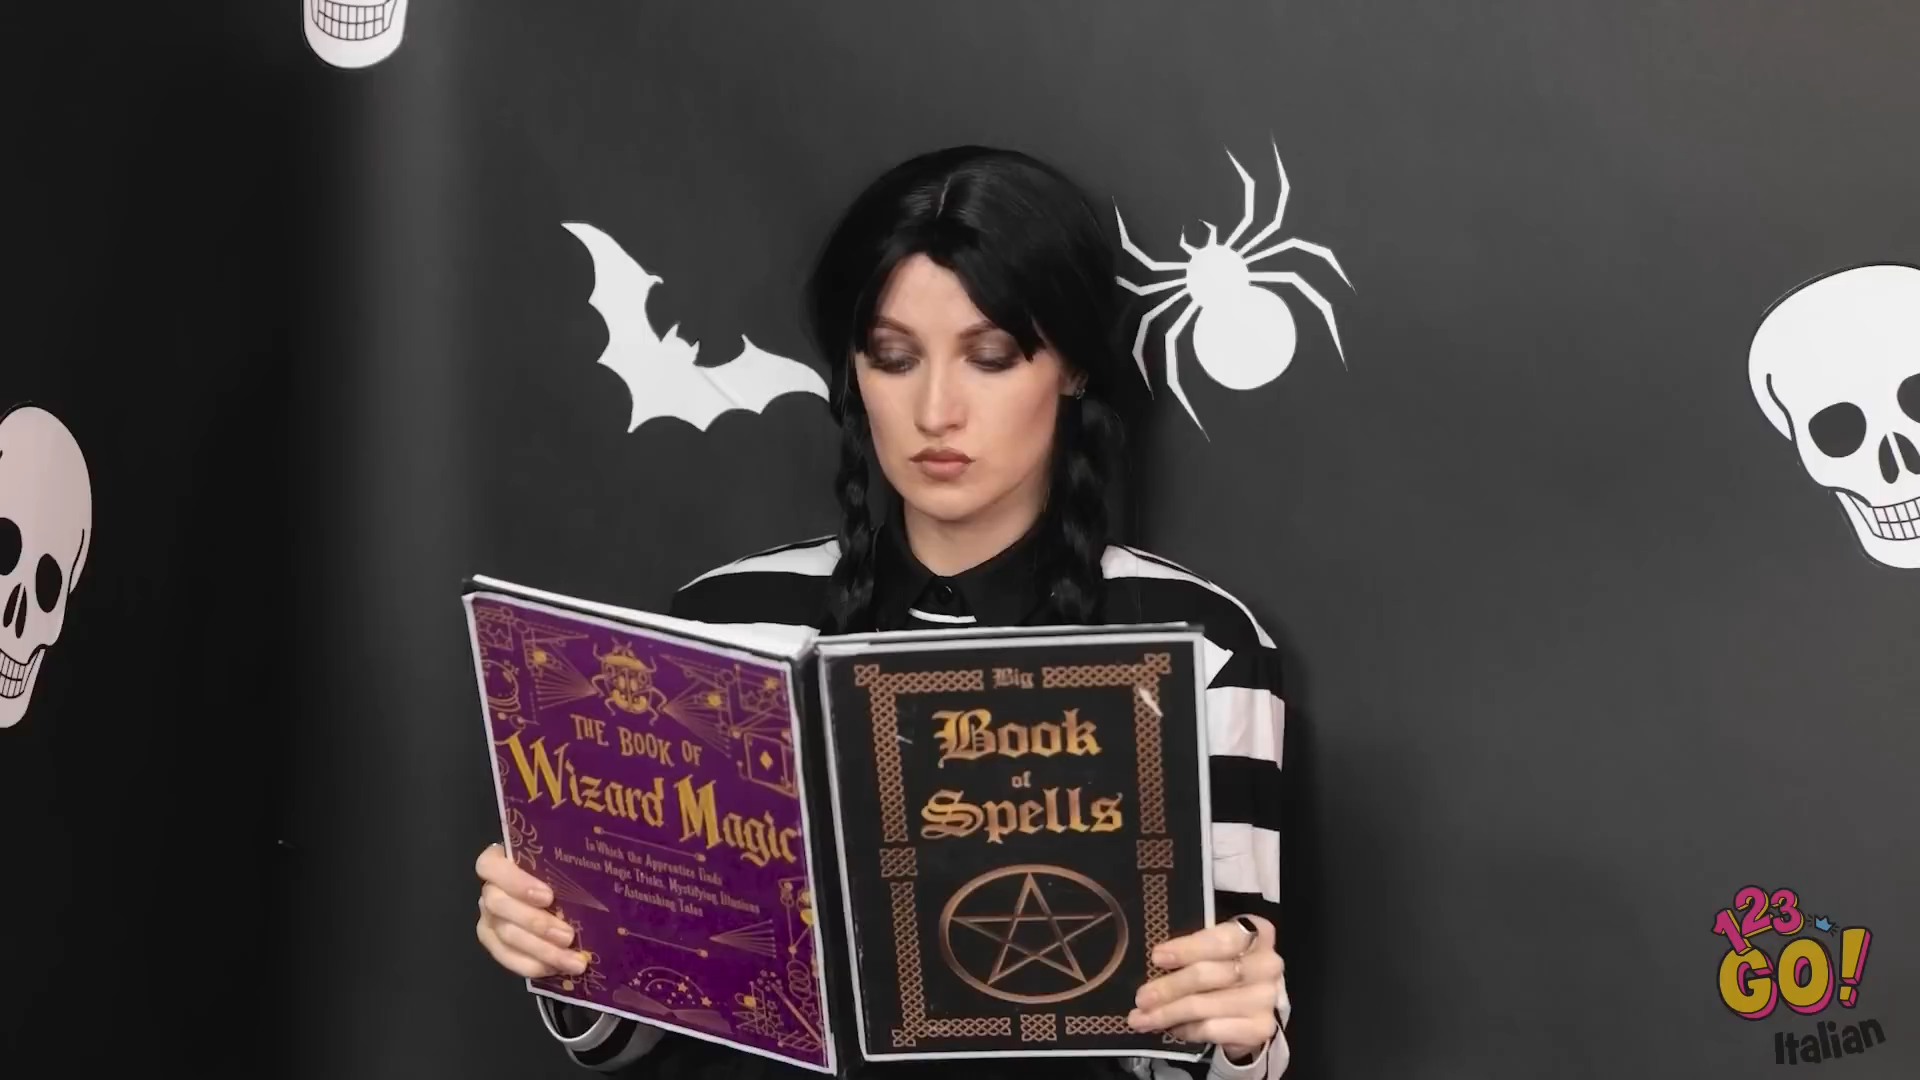 THE BOOK OF
Wizard Magic
In Which the Apprentice Finds
Marvelous Magic Tricks, Mystifying Illusions
& Astonishing Tales
Big
Book
of
Spells
123
GO!
Italian